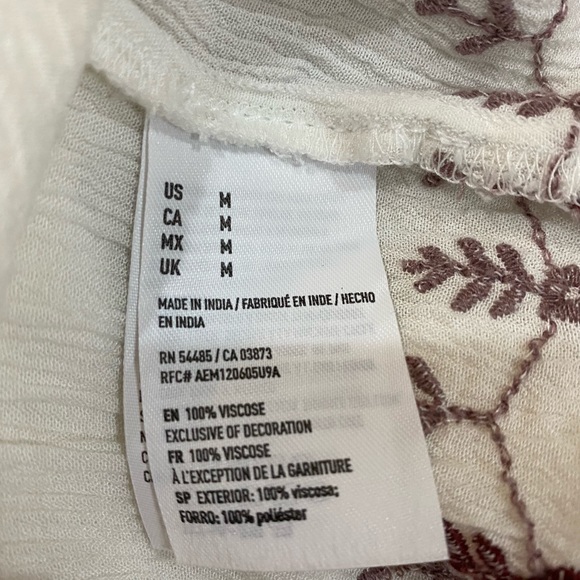 US M
CA M
MX M
UK M
MADE IN INDIA / FABRIQUÉ EN INDE / HECHO
EN INDIA
RN 54485 / CA 03873
RFC# AEM120605U9A
EN 100% VISCOSE
EXCLUSIVE OF DECORATION
FR 100% VISCOSE
À L'EXCEPTION DE LA GARNITURE
SP EXTERIOR: 100% viscosa;
FORRO: 100% poliéster